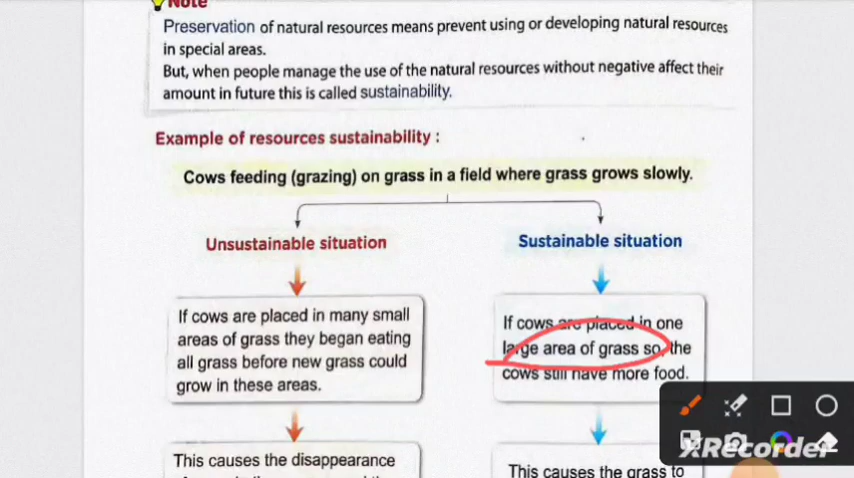 Note
Preservation of natural resources means prevent using or developing natural resources
in special areas.
But, when people manage the use of the natural resources without negative affect their
amount in future this is called sustainability.
Example of resources sustainability :
Cows feeding (grazing) on grass in a field where grass grows slowly.
Unsustainable situation
Sustainable situation
If cows are placed in many small
areas of grass they began eating
all grass before new grass could
grow in these areas.
If cows are placed in one
large area of grass so, the
cows still have more food.
This causes the disappearance
This causes the grass to
XRecorder